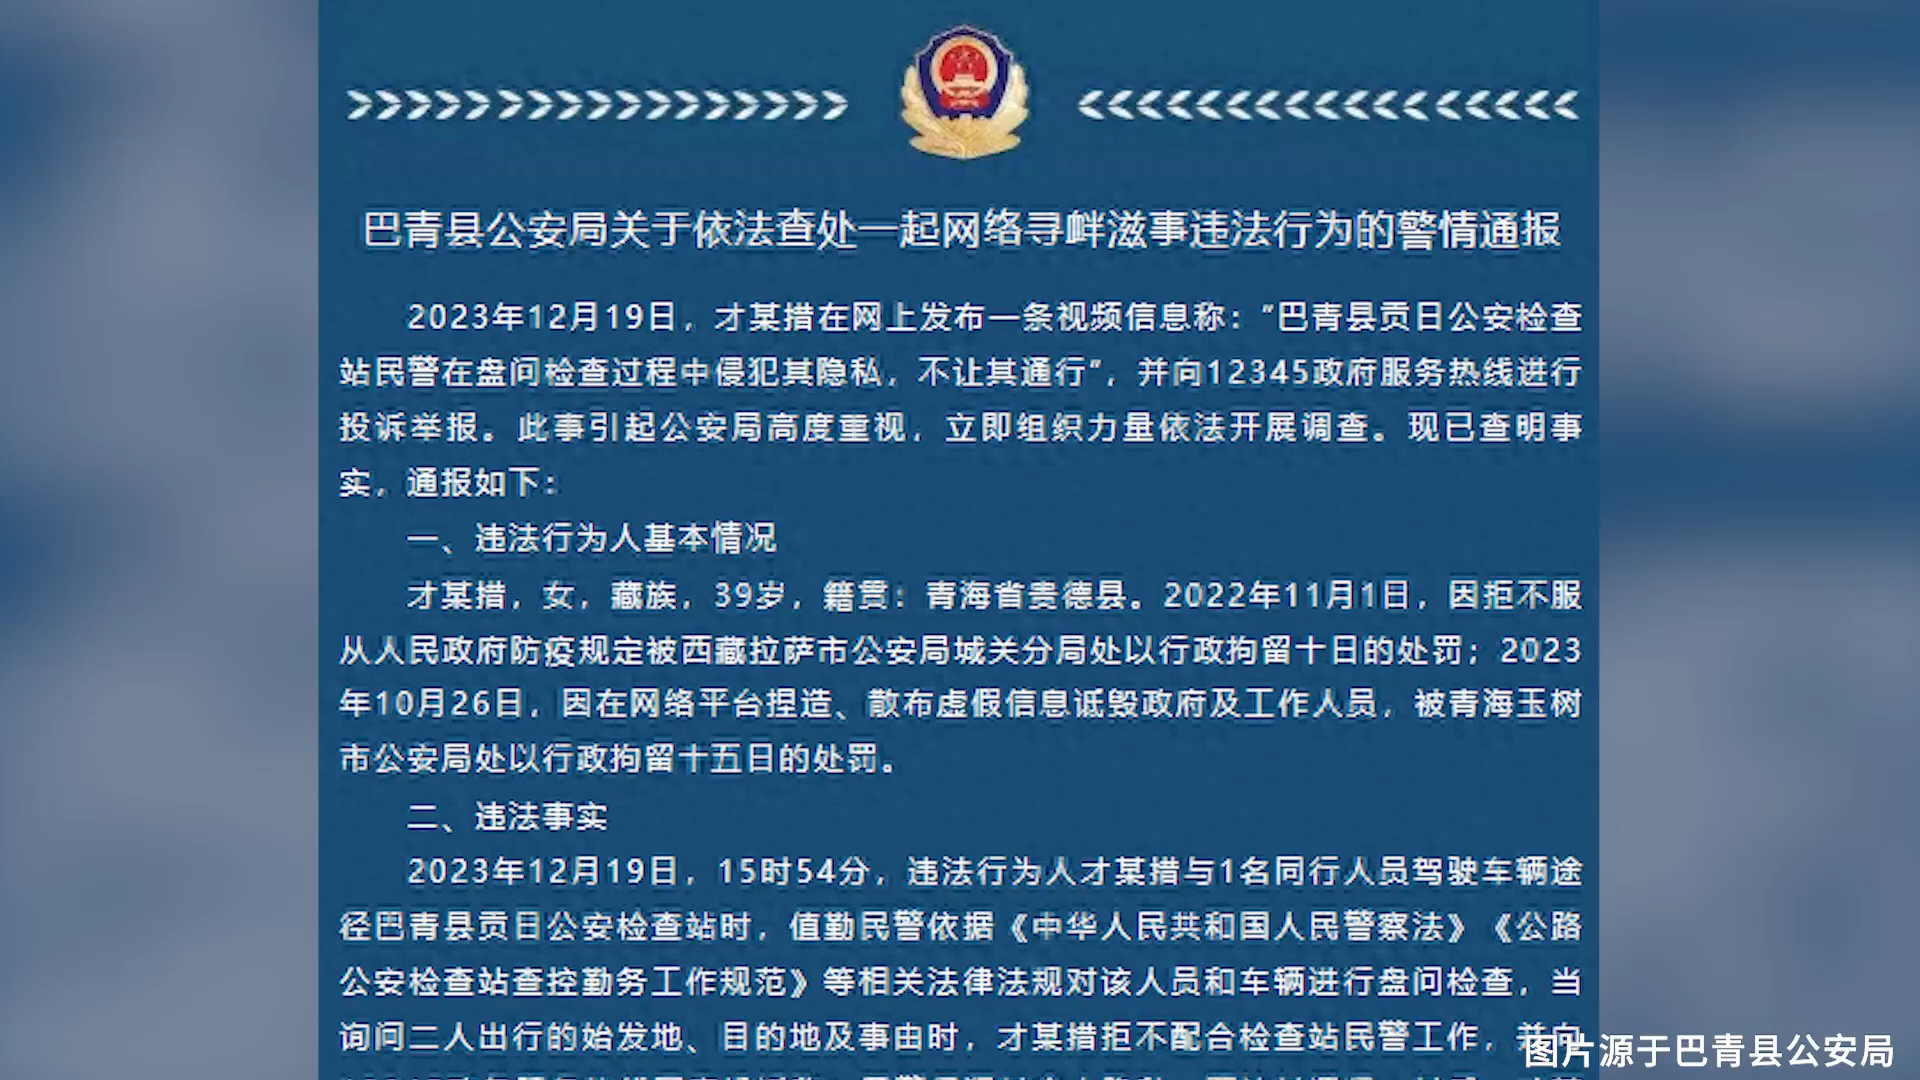 巴青县公安局关于依法查处一起网络寻衅滋事违法行为的警情通报
2023年12月19日，才某措在网上发布一条视频信息称：“巴青县贡日公安检查
站民警在盘问检查过程中侵犯其隐私，不让其通行”，并向12345政府服务热线进行
投诉举报。此事引起公安局高度重视，立即组织力量依法开展调查。现已查明事
实，通报如下：
一、违法行为人基本情况
才某措，女，藏族，39岁，籍贯：青海省贵德县。2022年11月1日，因拒不服
从人民政府防疫规定被西藏拉萨市公安局城关分局处以行政拘留十日的处罚；2023
年10月26日，因在网络平台捏造、散布虚假信息诋毁政府及工作人员，被青海玉树
市公安局处以行政拘留十五日的处罚。
二、违法事实
2023年12月19日，15时54分，违法行为人才某措与1名同行人员驾驶车辆途
径巴青县贡日公安检查站时，值勤民警依据《中华人民共和国人民警察法》《公路
公安检查站查控勤务工作规范》等相关法律法规对该人员和车辆进行盘问检查，当
询问二人出行的始发地、目的地及事由时，才某措拒不配合检查站民警工作，并向
图片源于巴青县公安局